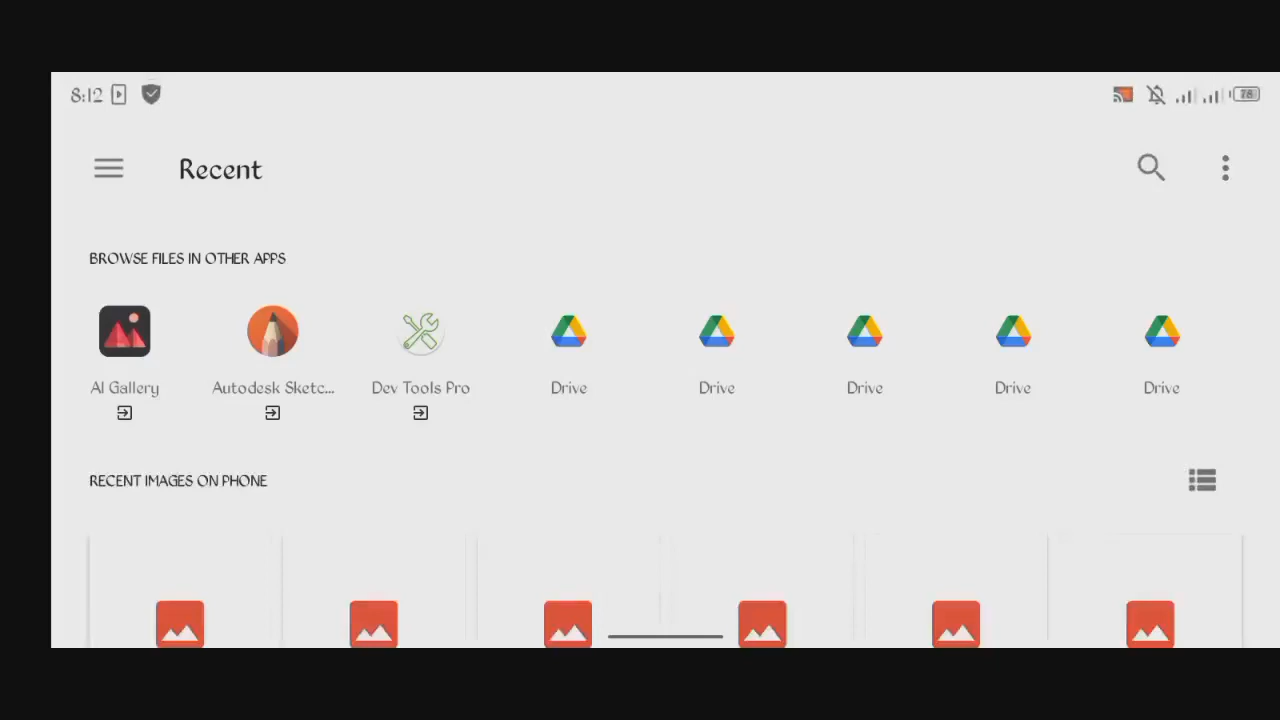 8:12
78
Recent
BROWSE FILES IN OTHER APPS
AI Gallery
Autodesk Sketc...
Dev Tools Pro
Drive
Drive
Drive
Drive
Drive
RECENT IMAGES ON PHONE